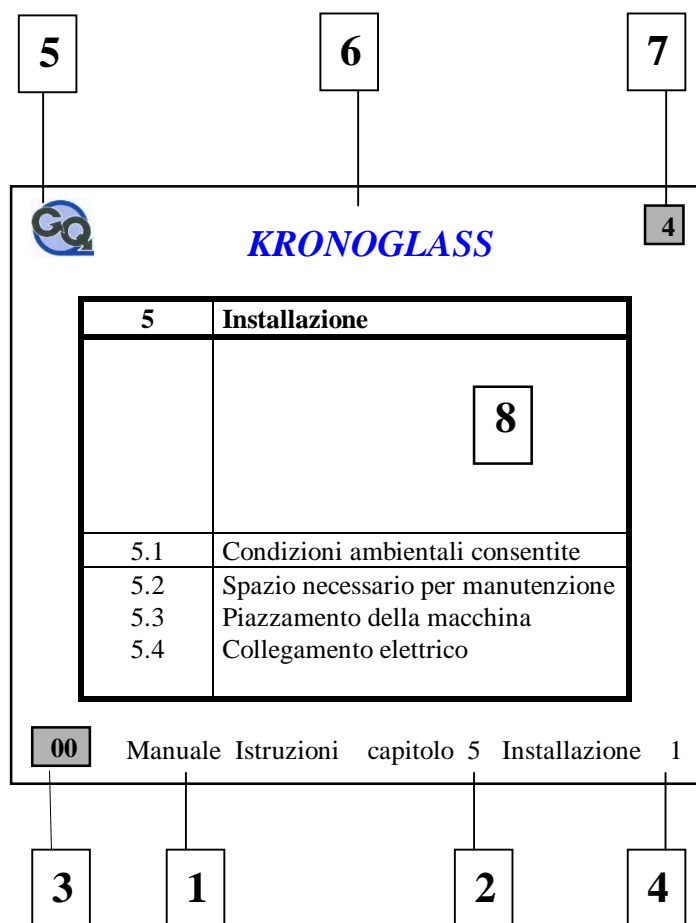 5 6 7
GQ
KRONOGLASS 4
5 Installazione
8
5.1 Condizioni ambientali consentite
5.2 Spazio necessario per manutenzione
5.3 Piazzamento della macchina
5.4 Collegamento elettrico
00 Manuale Istruzioni capitolo 5 Installazione 1
3 1 2 4